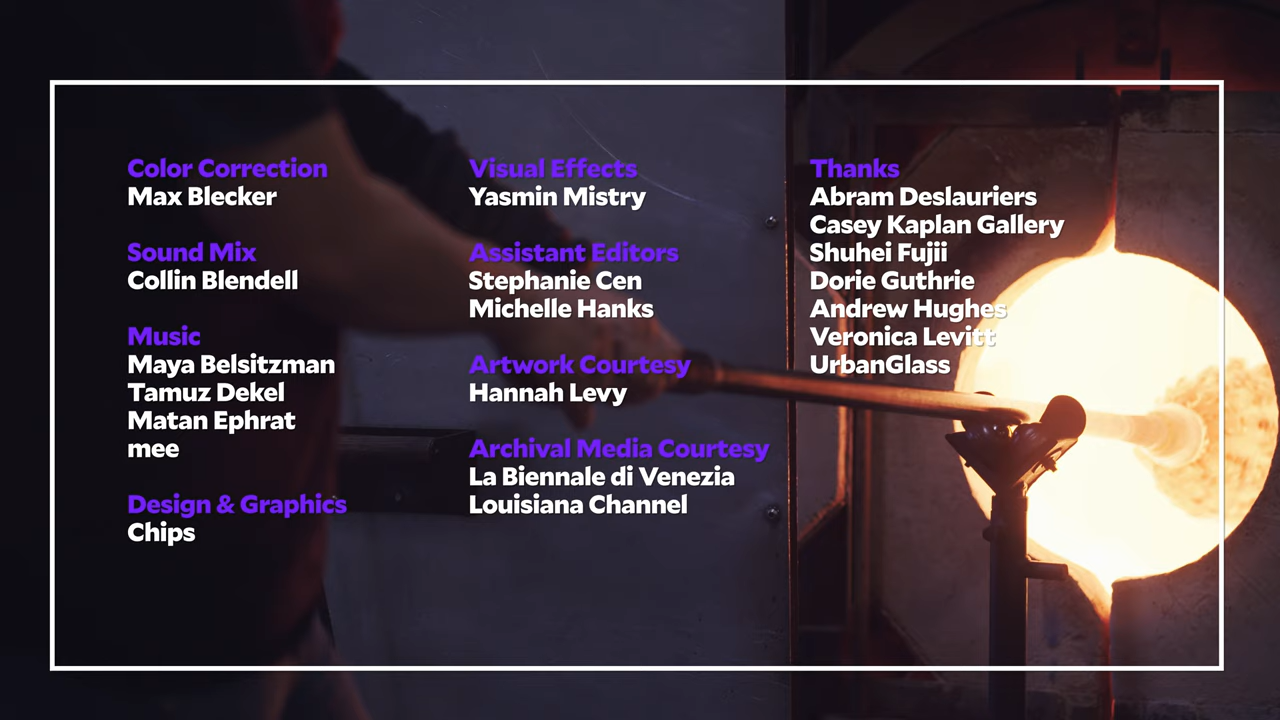 Color Correction
Max Blecker
Sound Mix
Collin Blendell
Music
Maya Belsitzman
Tamuz Dekel
Matan Ephrat
mee
Design & Graphics
Chips
Visual Effects
Yasmin Mistry
Assistant Editors
Stephanie Cen
Michelle Hanks
Artwork Courtesy
Hannah Levy
Archival Media Courtesy
La Biennale di Venezia
Louisiana Channel
Thanks
Abram Deslauriers
Casey Kaplan Gallery
Shuhei Fujii
Dorie Guthrie
Andrew Hughes
Veronica Levitt
UrbanGlass